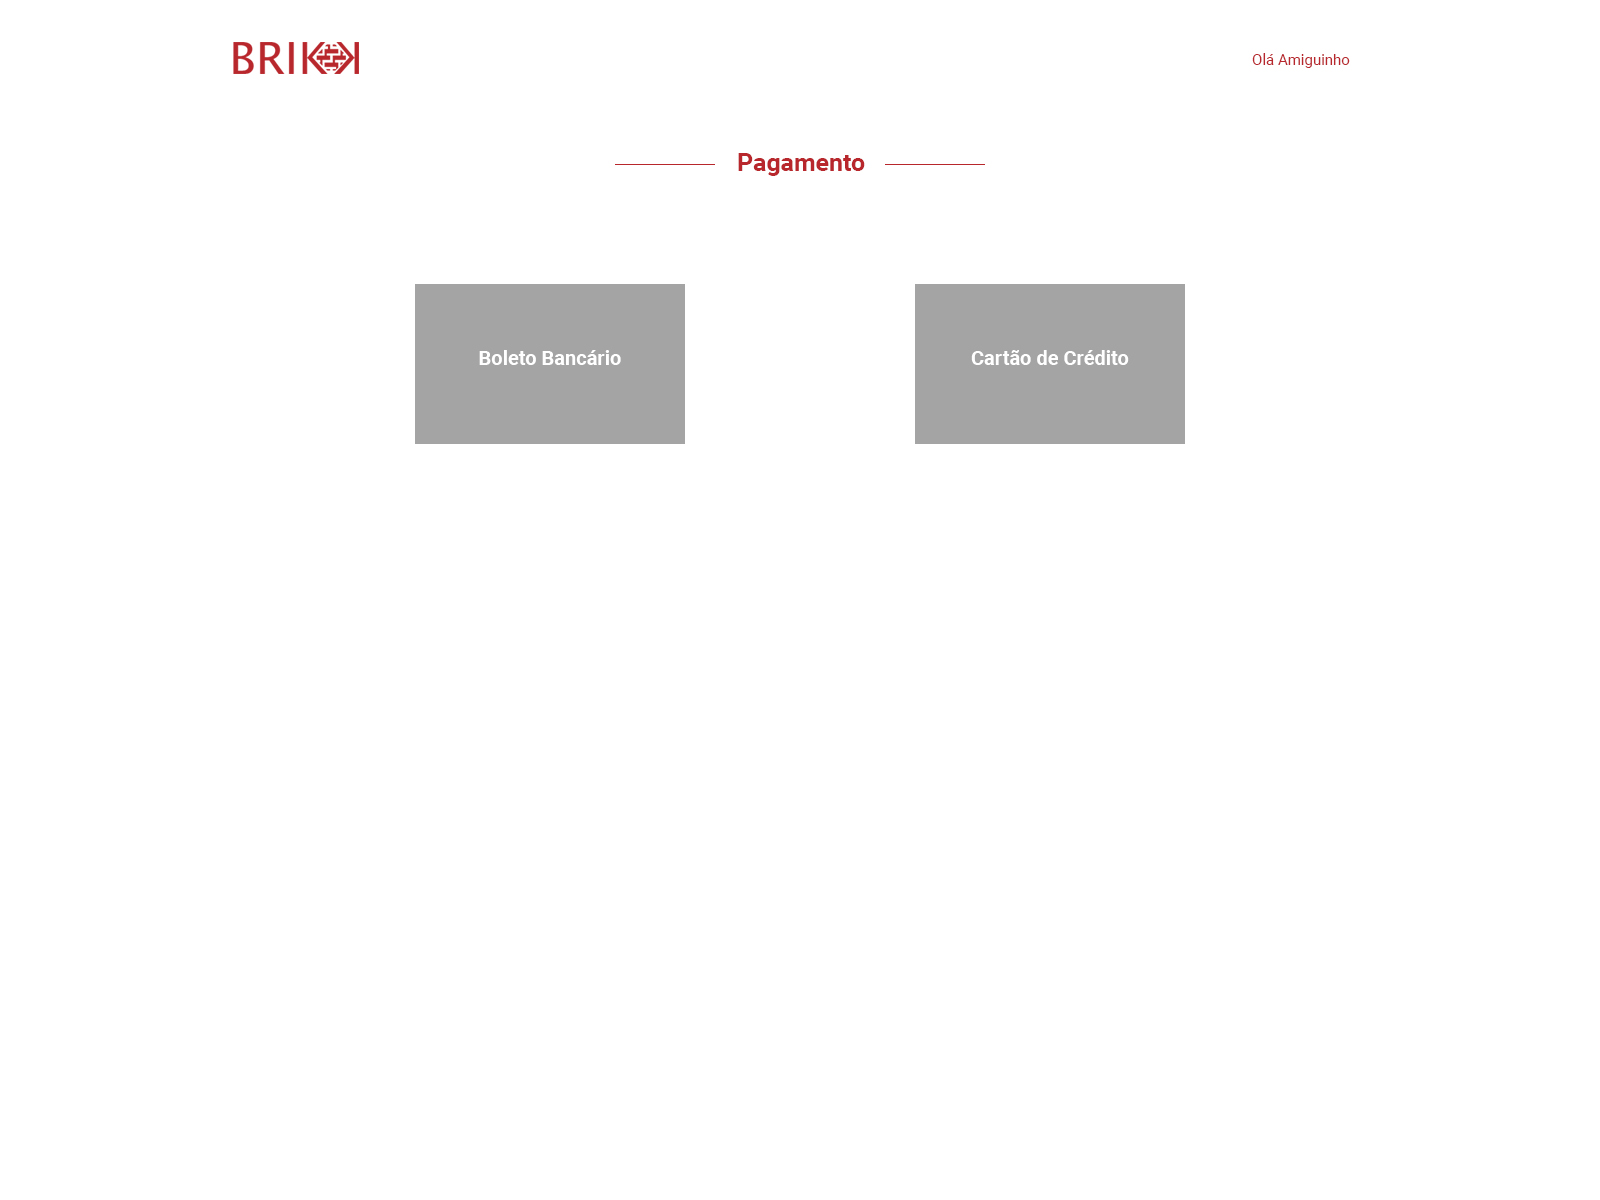 BRIKK
Olá Amiguinho
Pagamento
Boleto Bancário
Cartão de Crédito